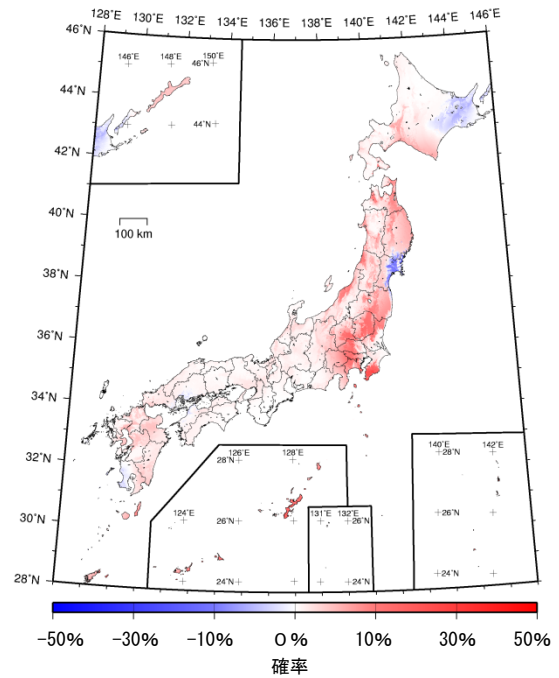 128°E 130°E 132°E 134°E 136°E 138°E 140°E 142°E 144°E 146°E
46°N
146°E 148°E 150°E
46°N
44°N
44°N
42°N
40°N
100 km
38°N
36°N
34°N
32°N
126°E 128°E
28°N
140°E 142°E
28°N
30°N
124°E
26°N
131°E 132°E
26°N
26°N
28°N
24°N
24°N
24°N
-50% -30% -10% 0% 10% 30% 50%
確率